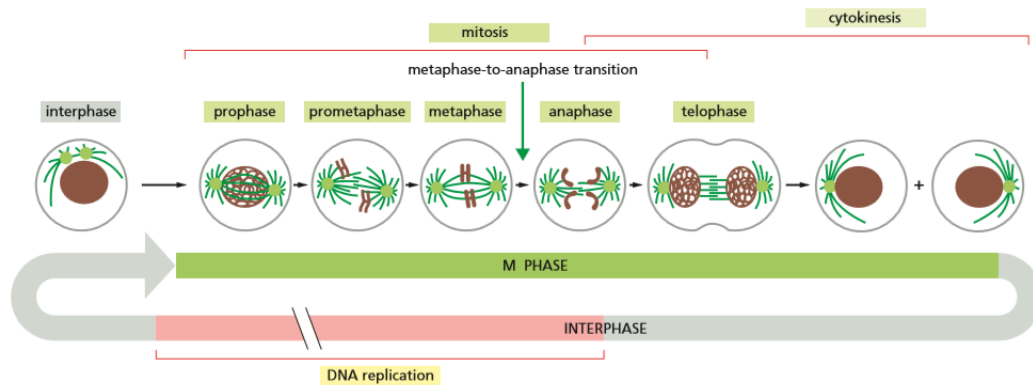 mitosis
cytokinesis
metaphase-to-anaphase transition
interphase
prophase
prometaphase
metaphase
anaphase
telophase
+
M PHASE
INTERPHASE
DNA replication